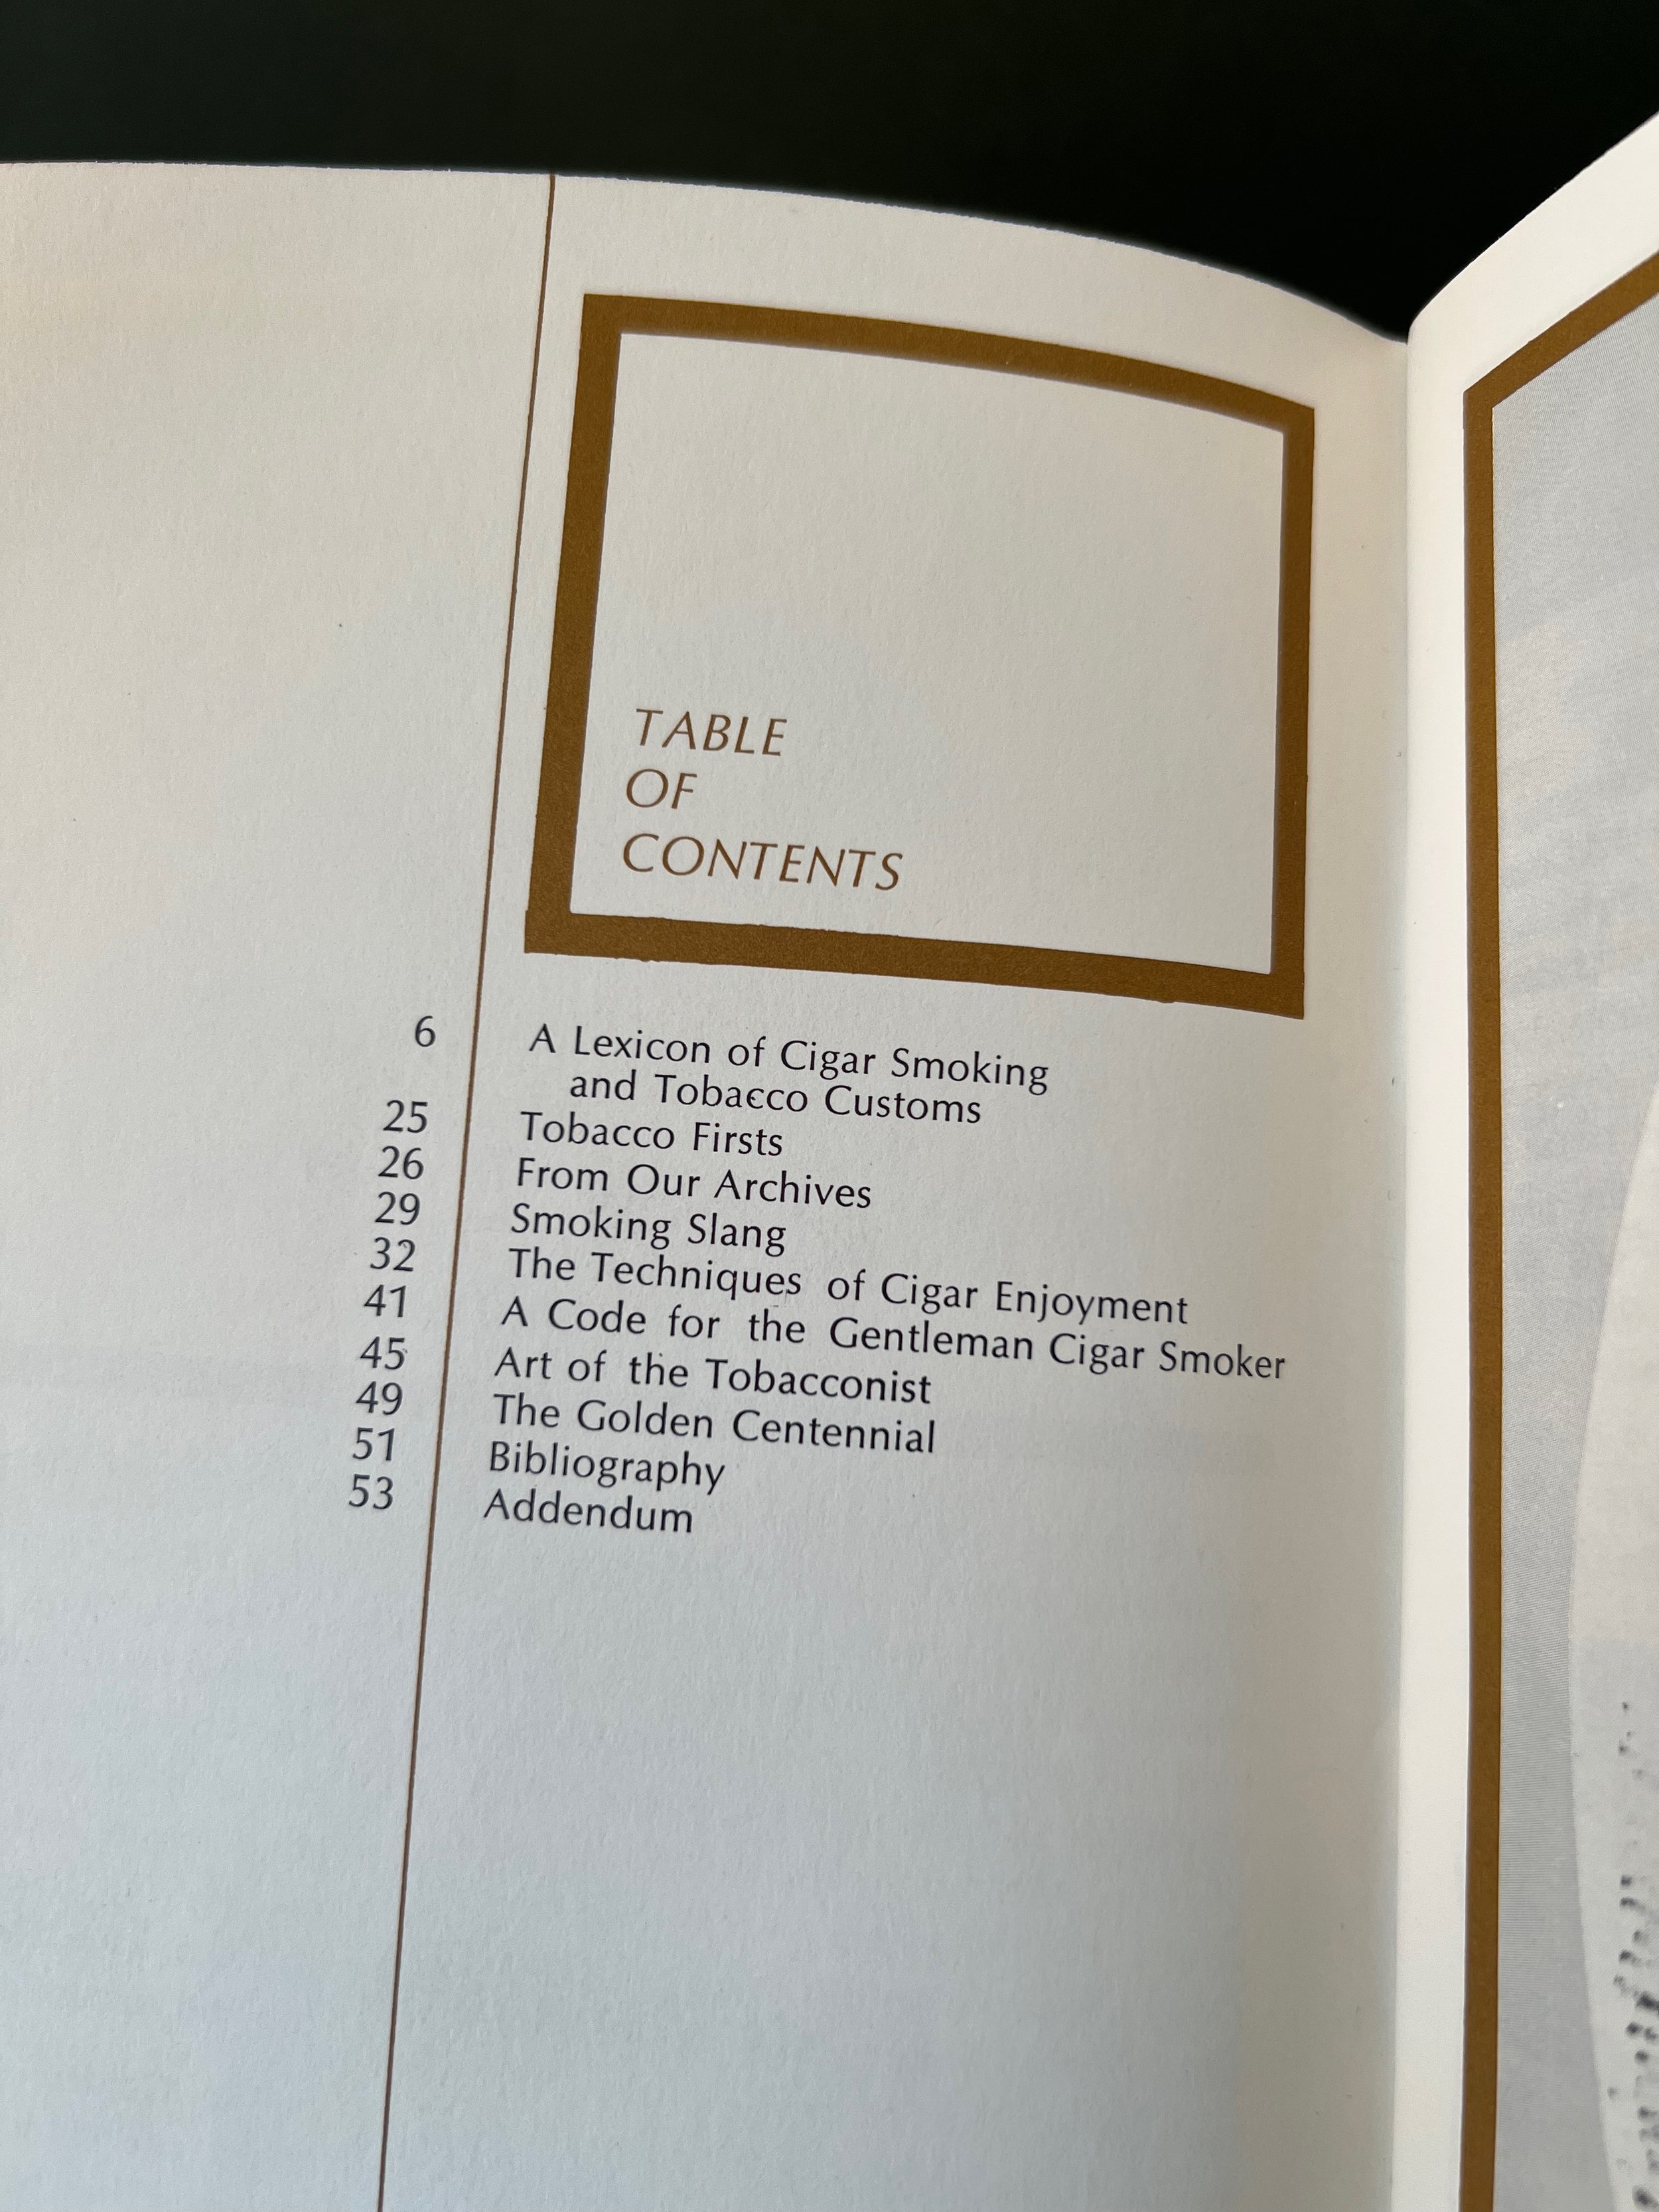 TABLE
OF
CONTENTS
6 A Lexicon of Cigar Smoking
and Tobacco Customs
25 Tobacco Firsts
26 From Our Archives
29 Smoking Slang
32 The Techniques of Cigar Enjoyment
41 A Code for the Gentleman Cigar Smoker
45 Art of the Tobacconist
49 The Golden Centennial
51 Bibliography
53 Addendum